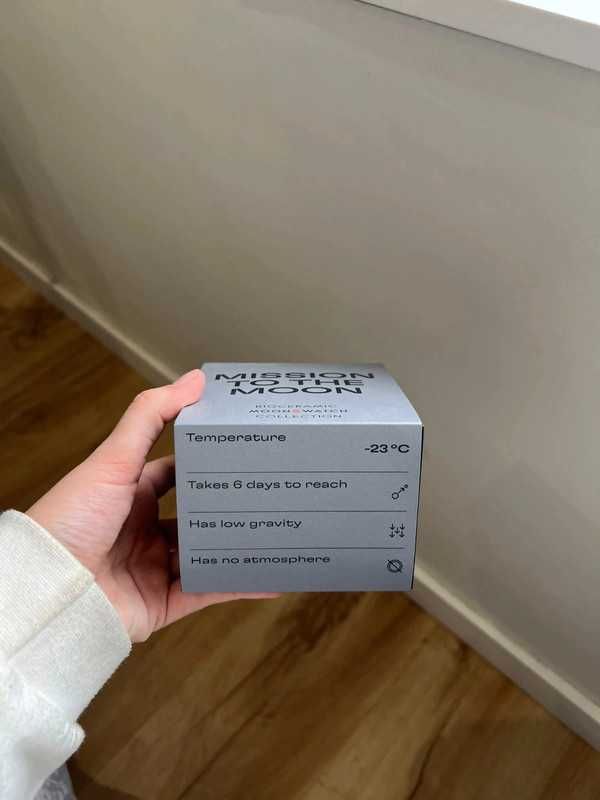 MISSION
TO THE
MOON
BIOCERAMIC
MOONSWATCH
COLLECTION
Temperature
-23°C
Takes 6 days to reach
Has low gravity
Has no atmosphere